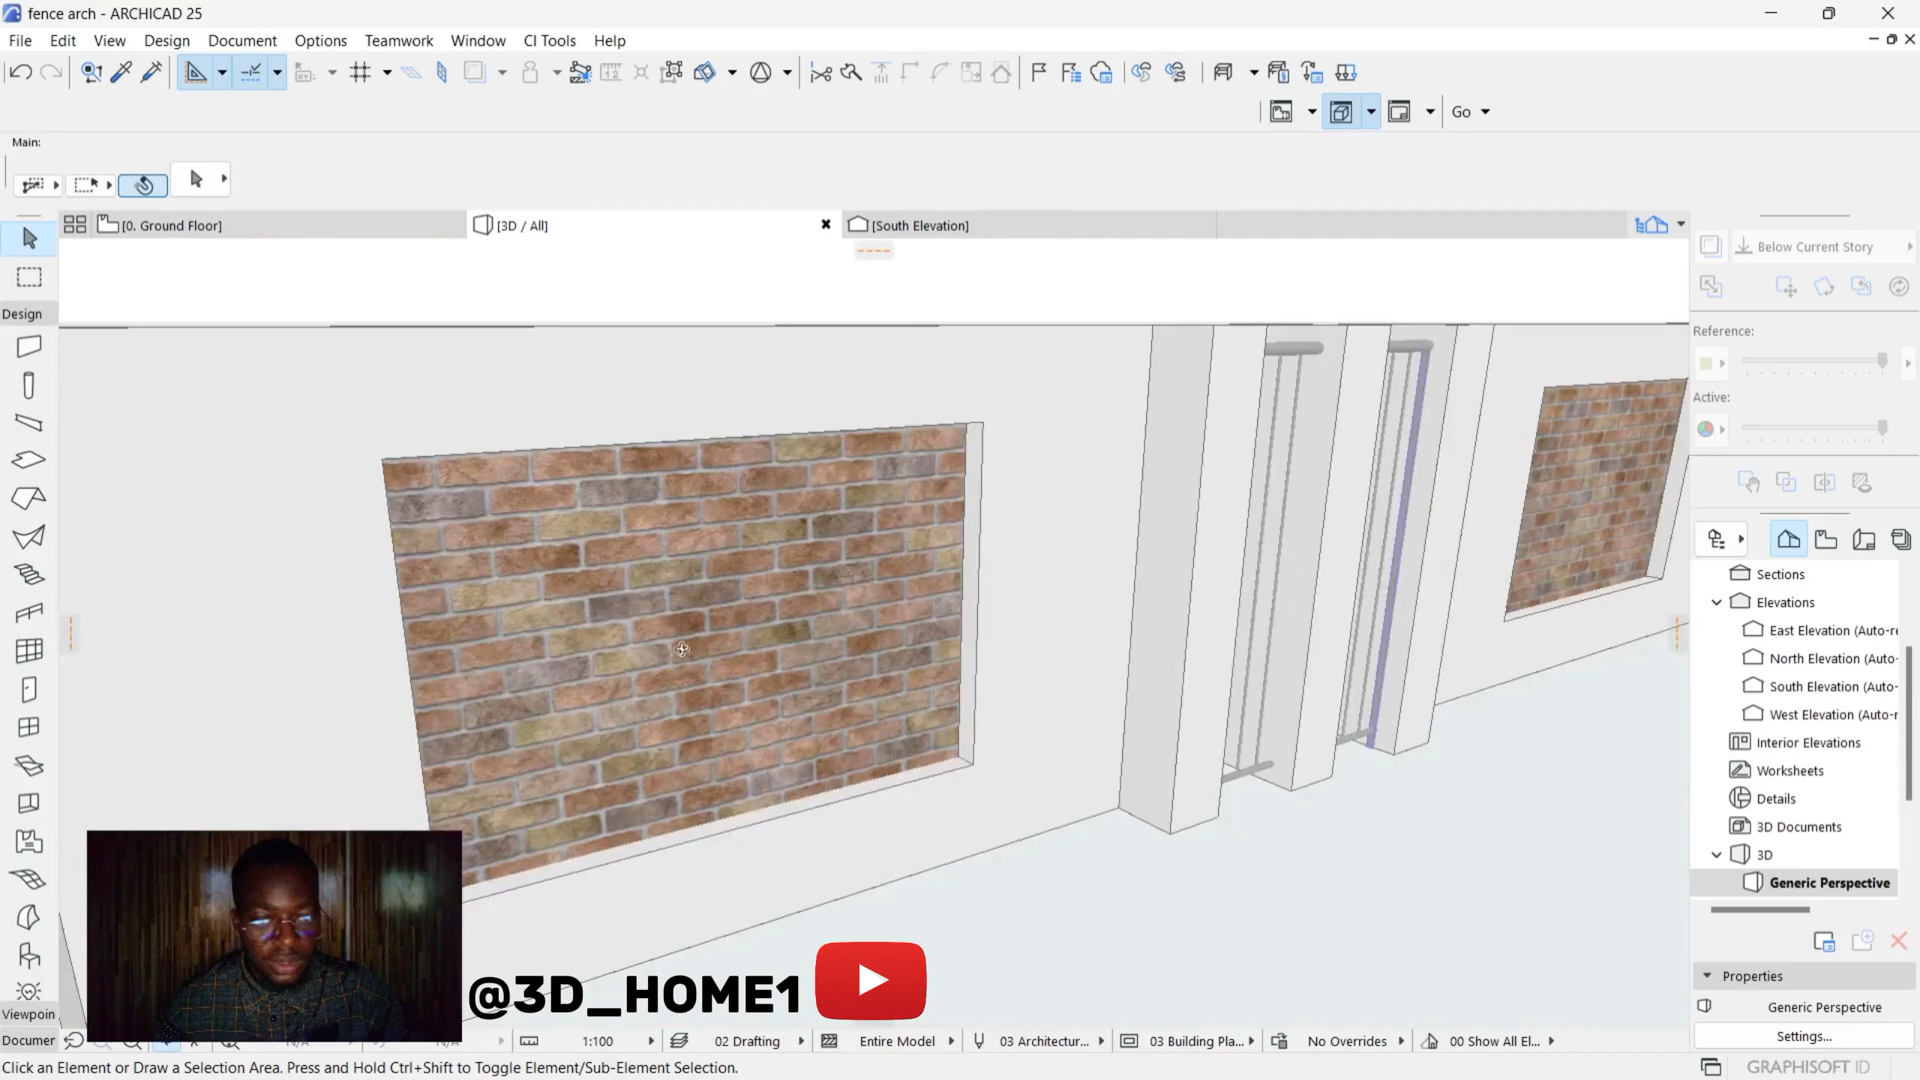 fence arch - ARCHICAD 25
File Edit View Design Document Options Teamwork Window CI Tools Help
Go
Main:
[0. Ground Floor]
[3D / All]
[South Elevation]
Below Current Story
Design
Reference:
Active:
Sections
Elevations
East Elevation (Auto-re
North Elevation (Auto-
South Elevation (Auto-
West Elevation (Auto-r
Interior Elevations
Worksheets
Details
3D Documents
3D
Generic Perspective
Properties
Generic Perspective
Settings...
@3D_HOME1
Viewpoin
Documer
1:100
02 Drafting
Entire Model
03 Architectur...
03 Building Pla...
No Overrides
00 Show All El...
Click an Element or Draw a Selection Area. Press and Hold Ctrl+Shift to Toggle Element/Sub-Element Selection.
GRAPHISOFT ID